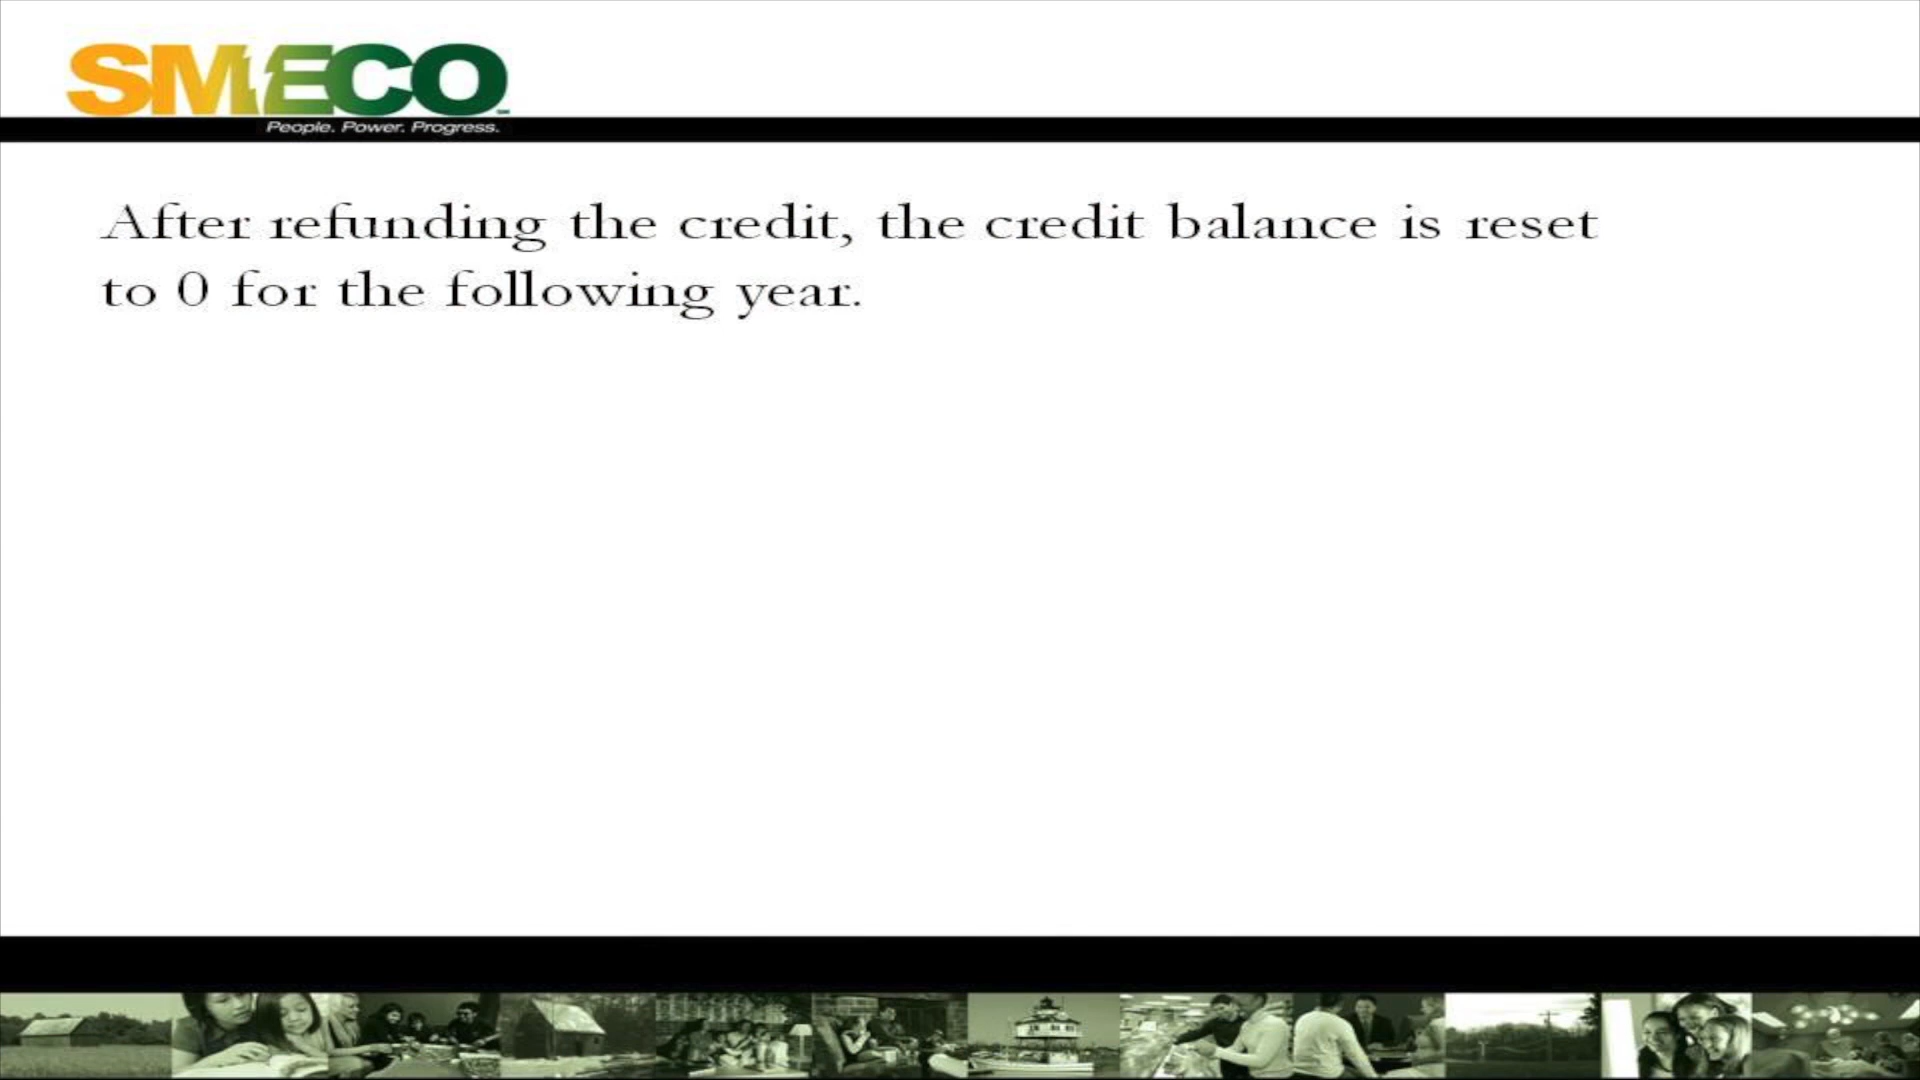 SMECO
People. Power. Progress.
After refunding the credit, the credit balance is reset
to 0 for the following year.